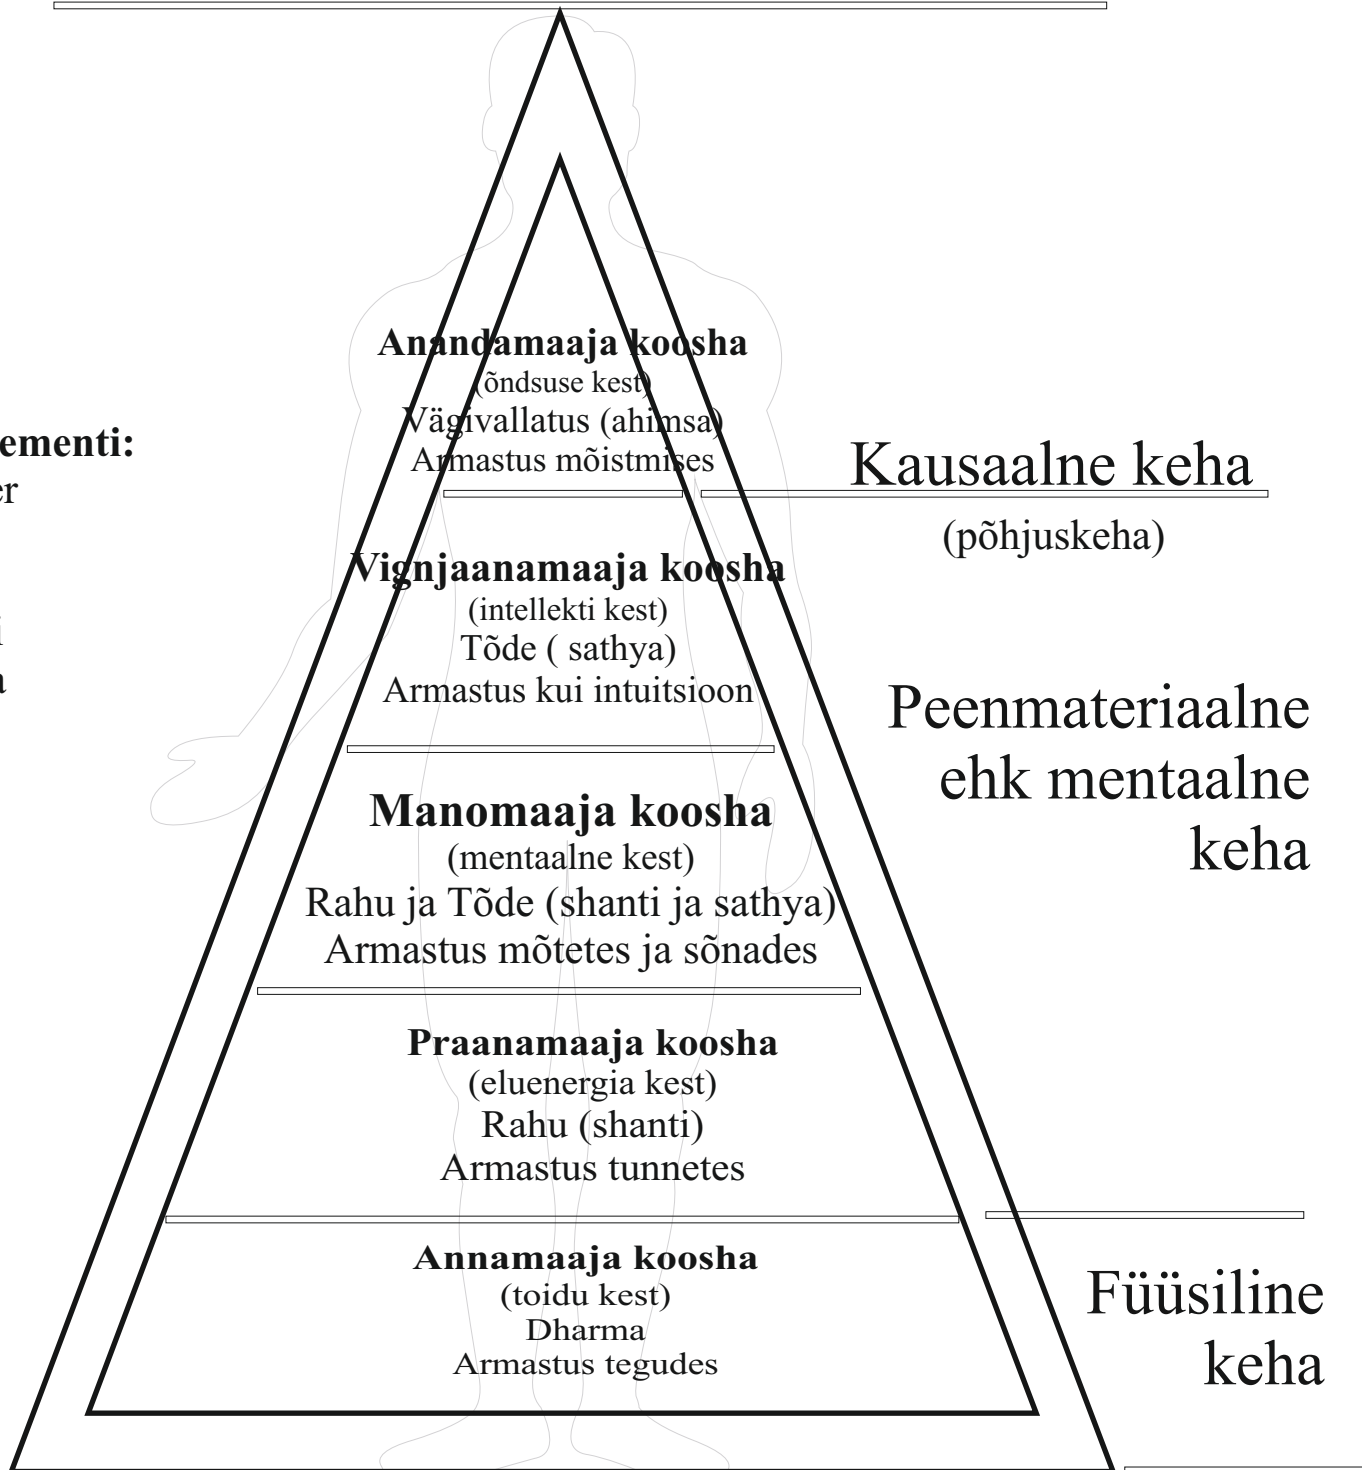 Anandamaaja koosha
(õndsuse kest)
Vägivallatus (ahimsa)
Armastus mõistmises
Vignjaanamaaja koosha
(intellekti kest)
Tõde ( sathya)
Armastus kui intuitsioon
Manomaaja koosha
(mentaalne kest)
Rahu ja Tõde (shanti ja sathya)
Armastus mõtetes ja sõnades
Praanamaaja koosha
(eluenergia kest)
Rahu (shanti)
Armastus tunnetes
Annamaaja koosha
(toidu kest)
Dharma
Armastus tegudes
Kausaalne keha
(põhjuskeha)
Peenmateriaalne
ehk mentaalne
keha
Füüsiline
keha